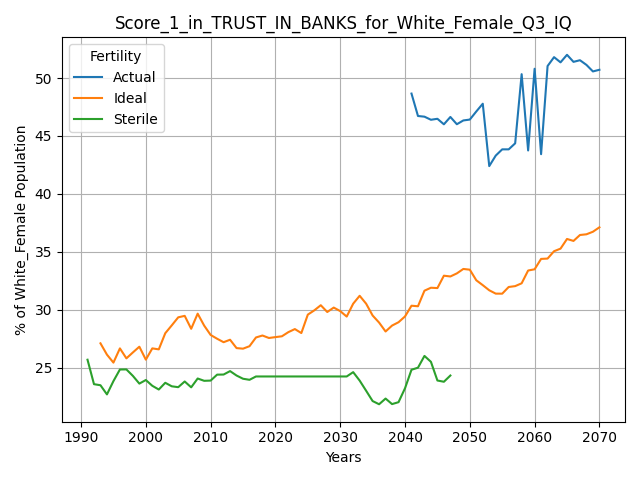 Score_1_in_TRUST_IN_BANKS_for_White_Female_Q3_IQ
Fertility
Actual
Ideal
Sterile
% of White_Female Population
50
45
40
35
30
25
1990 2000 2010 2020 2030 2040 2050 2060 2070
Years